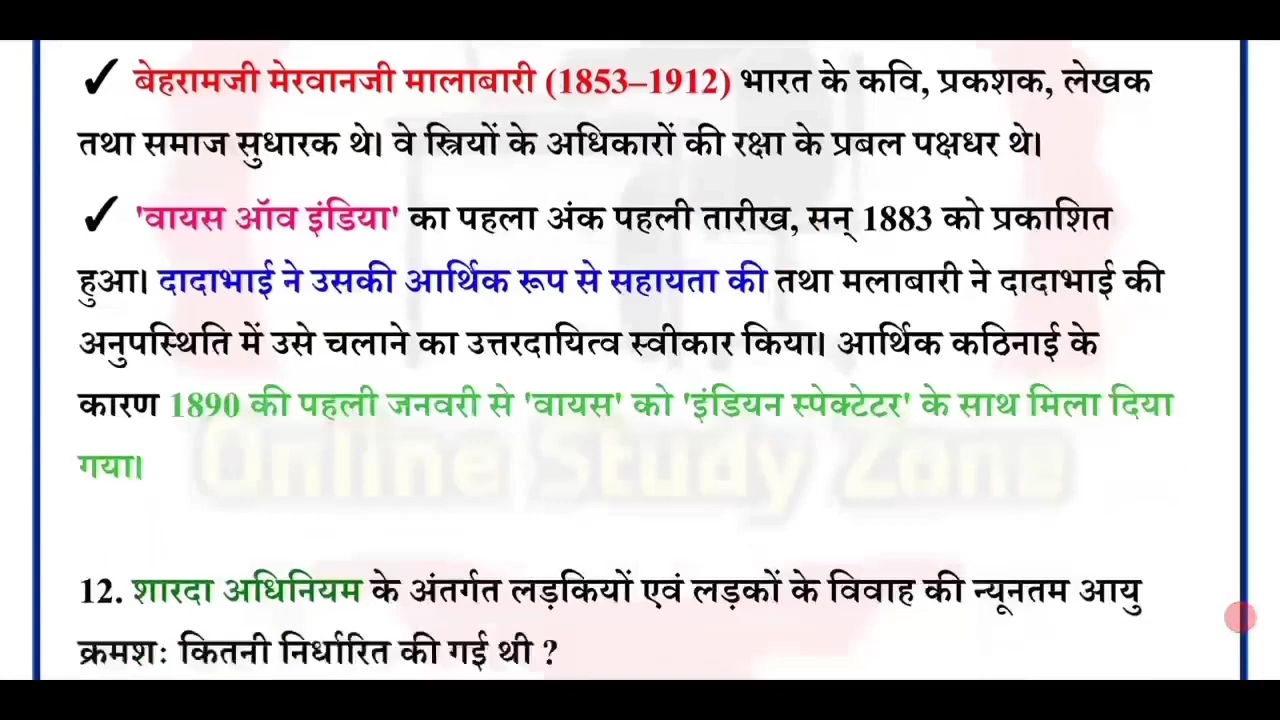 ✓ बेहरामजी मेरवानजी मालाबारी (1853–1912) भारत के कवि, प्रकशक, लेखक
तथा समाज सुधारक थे। वे स्त्रियों के अधिकारों की रक्षा के प्रबल पक्षधर थे।
✓ 'वायस ऑव इंडिया' का पहला अंक पहली तारीख, सन् 1883 को प्रकाशित
हुआ। दादाभाई ने उसकी आर्थिक रूप से सहायता की तथा मलाबारी ने दादाभाई की
अनुपस्थिति में उसे चलाने का उत्तरदायित्व स्वीकार किया। आर्थिक कठिनाई के
कारण 1890 की पहली जनवरी से 'वायस' को 'इंडियन स्पेक्टेटर' के साथ मिला दिया
गया।
Online Study Zone
12. शारदा अधिनियम के अंतर्गत लड़कियों एवं लड़कों के विवाह की न्यूनतम आयु
क्रमशः कितनी निर्धारित की गई थी ?